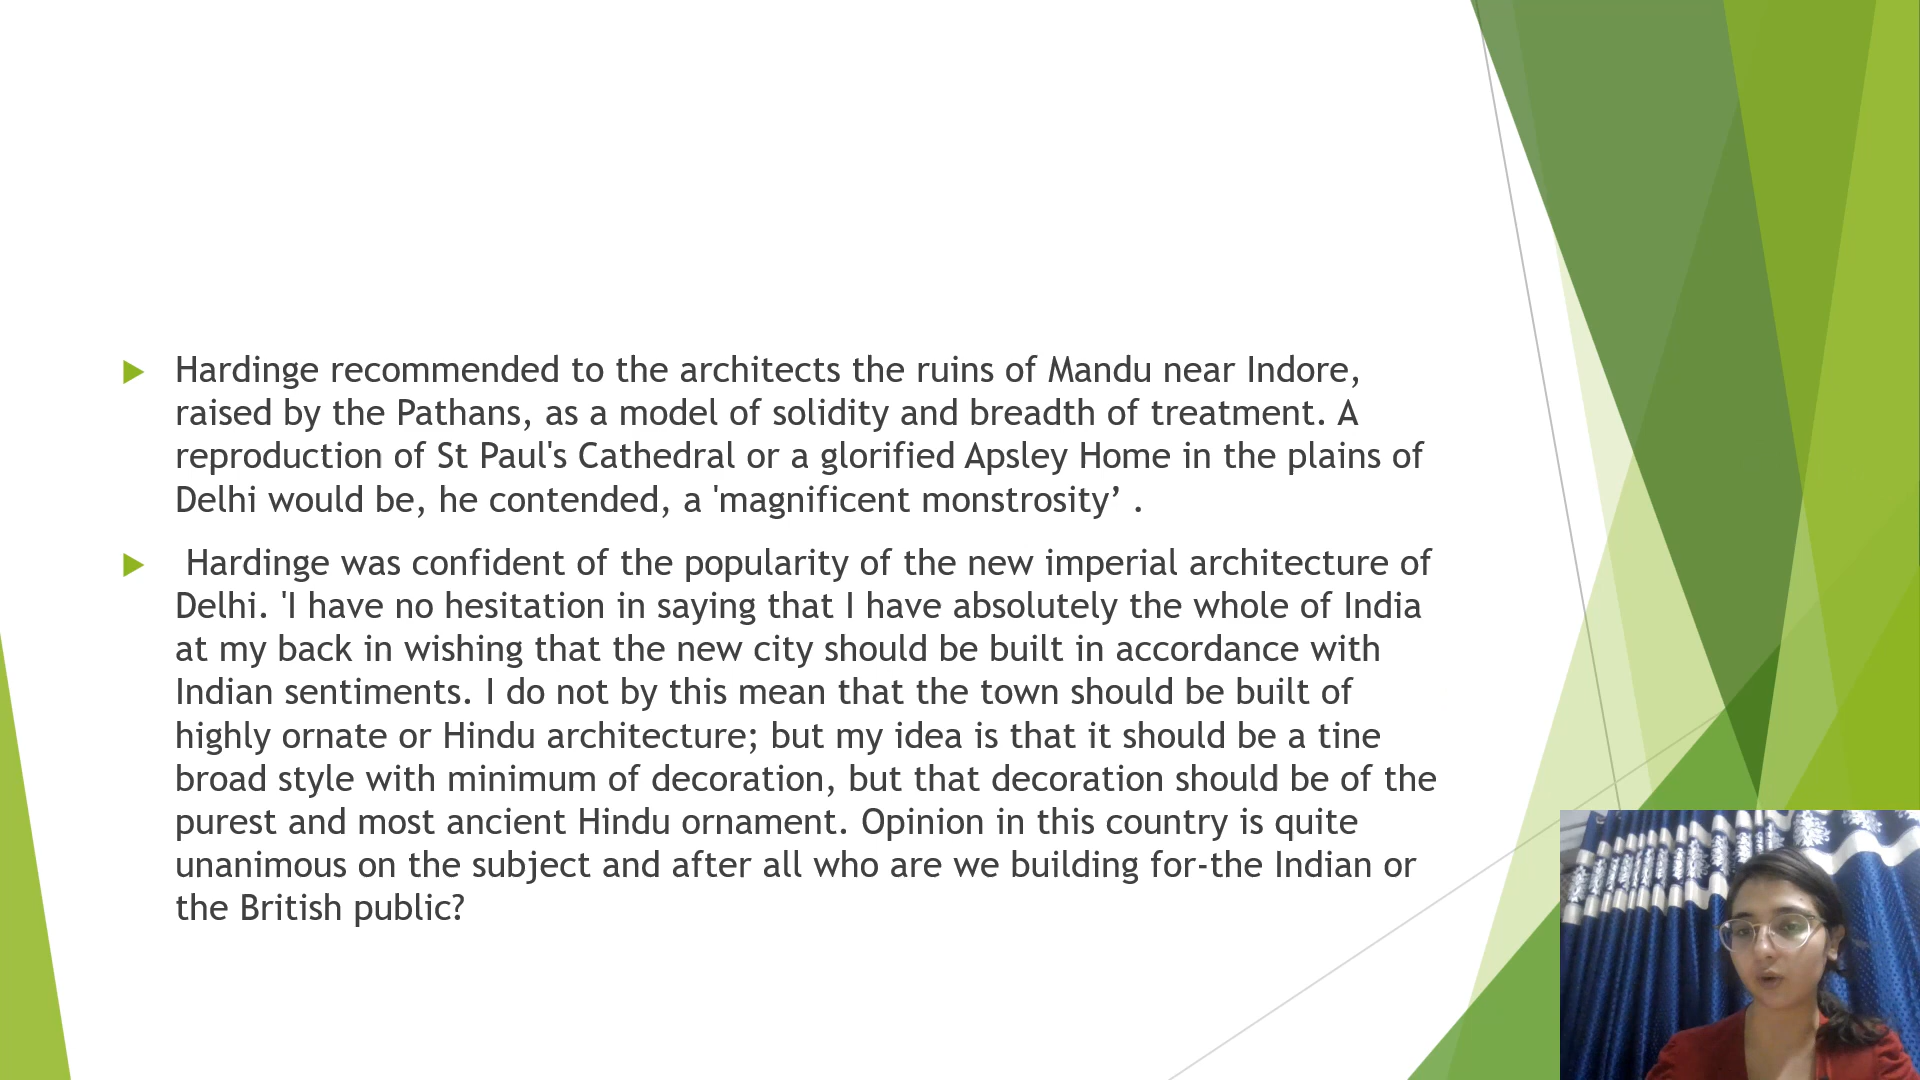 Hardinge recommended to the architects the ruins of Mandu near Indore,
raised by the Pathans, as a model of solidity and breadth of treatment. A
reproduction of St Paul's Cathedral or a glorified Apsley Home in the plains of
Delhi would be, he contended, a 'magnificent monstrosity’ .
Hardinge was confident of the popularity of the new imperial architecture of
Delhi. 'I have no hesitation in saying that I have absolutely the whole of India
at my back in wishing that the new city should be built in accordance with
Indian sentiments. I do not by this mean that the town should be built of
highly ornate or Hindu architecture; but my idea is that it should be a tine
broad style with minimum of decoration, but that decoration should be of the
purest and most ancient Hindu ornament. Opinion in this country is quite
unanimous on the subject and after all who are we building for-the Indian or
the British public?